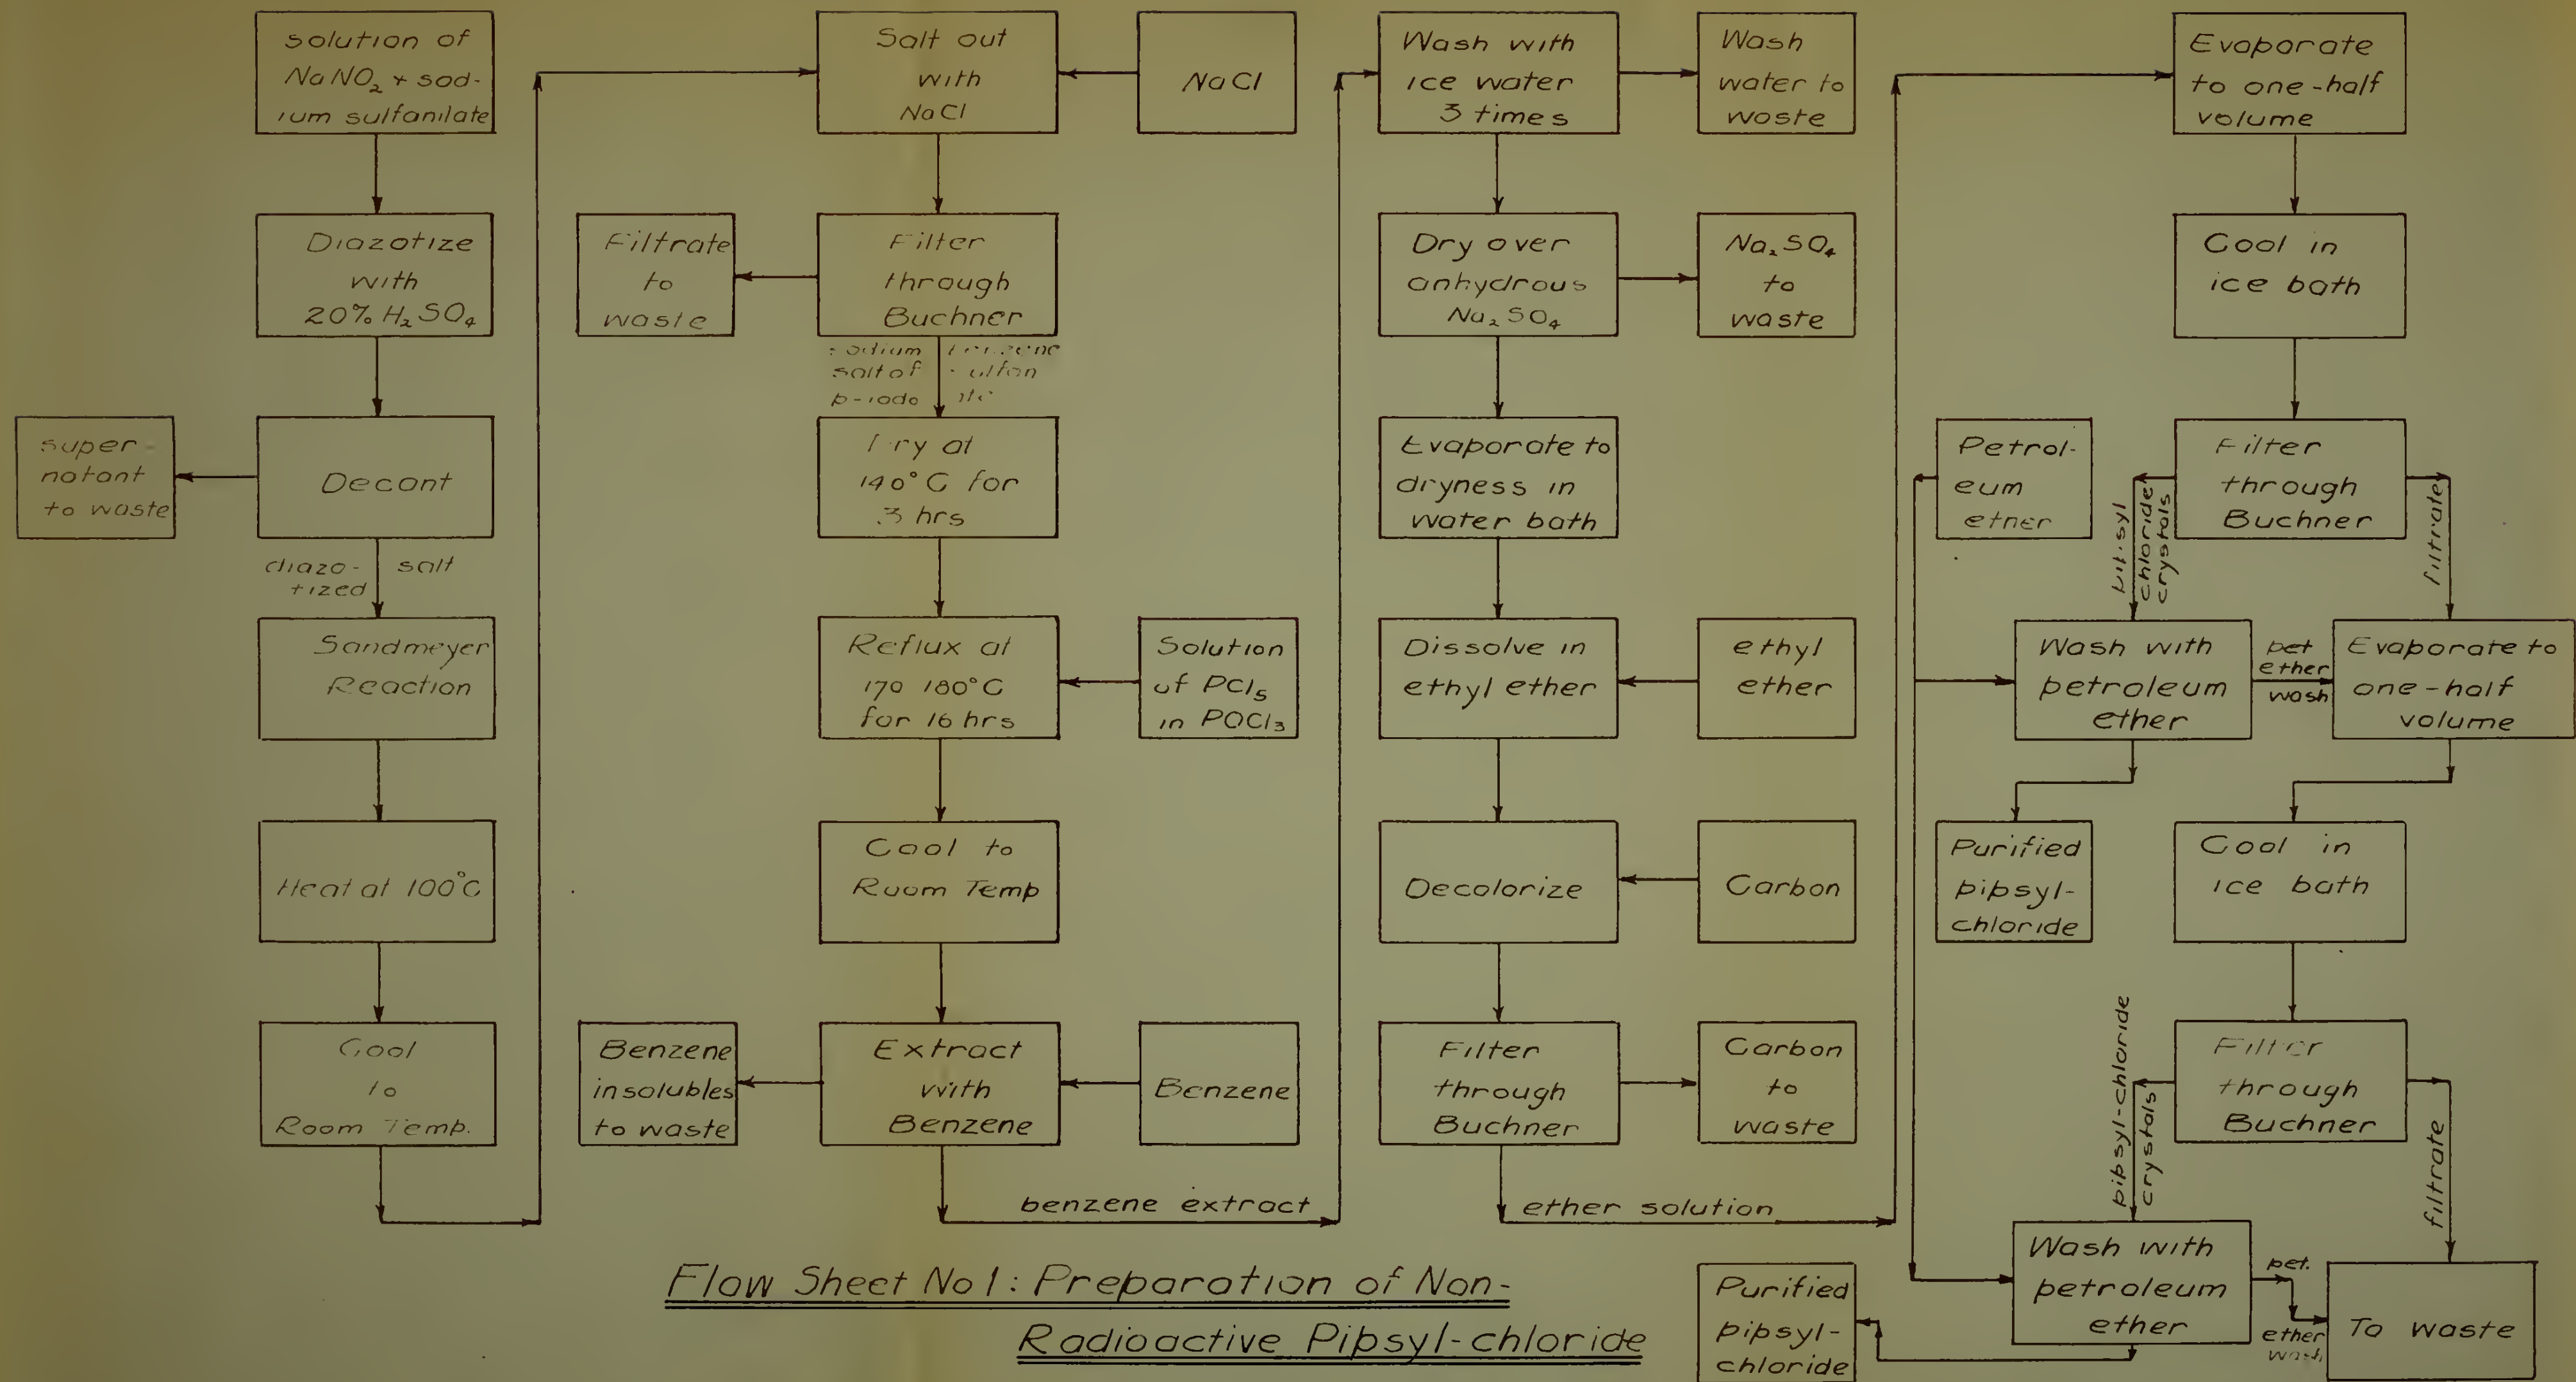 solution of
NaNO₂ + sod-
ium sulfanilate
Diazotize
with
20% H₂SO₄
super-
natant
to waste
Decant
diazo- salt
tized
Sandmeyer
Reaction
Heat at 100°C
Cool
to
Room Temp.
Salt out
with
NaCl
NaCl
Filtrate
to
waste
Filter
through
Buchner
sodium benzene
salt of sulfon
p-iodo ate
Dry at
140°C for
3 hrs
Reflux at
170 180°C
for 16 hrs
Solution
of PCl₅
in POCl₃
Cool to
Room Temp
Benzene
insolubles
to waste
Extract
with
Benzene
Benzene
benzene extract
Wash with
ice water
3 times
Wash
water to
waste
Dry over
anhydrous
Na₂SO₄
Na₂SO₄
to
waste
Evaporate to
dryness in
water bath
Dissolve in
ethyl ether
ethyl
ether
Decolorize
Carbon
Filter
through
Buchner
Carbon
to
waste
ether solution
Evaporate
to one-half
volume
Cool in
ice bath
Petrol-
eum
ether
Filter
through
Buchner
chloride
crystals
filtrate
Wash with
petroleum
ether
pet
ether
wash
Evaporate to
one-half
volume
Purified
pipsyl-
chloride
Cool in
ice bath
Filter
through
Buchner
pipsyl-chloride
crystals
filtrate
Wash with
petroleum
ether
pet.
ether
wash
To waste
Purified
pipsyl-
chloride
Flow Sheet No 1: Preparation of Non-
Radioactive Pipsyl-chloride